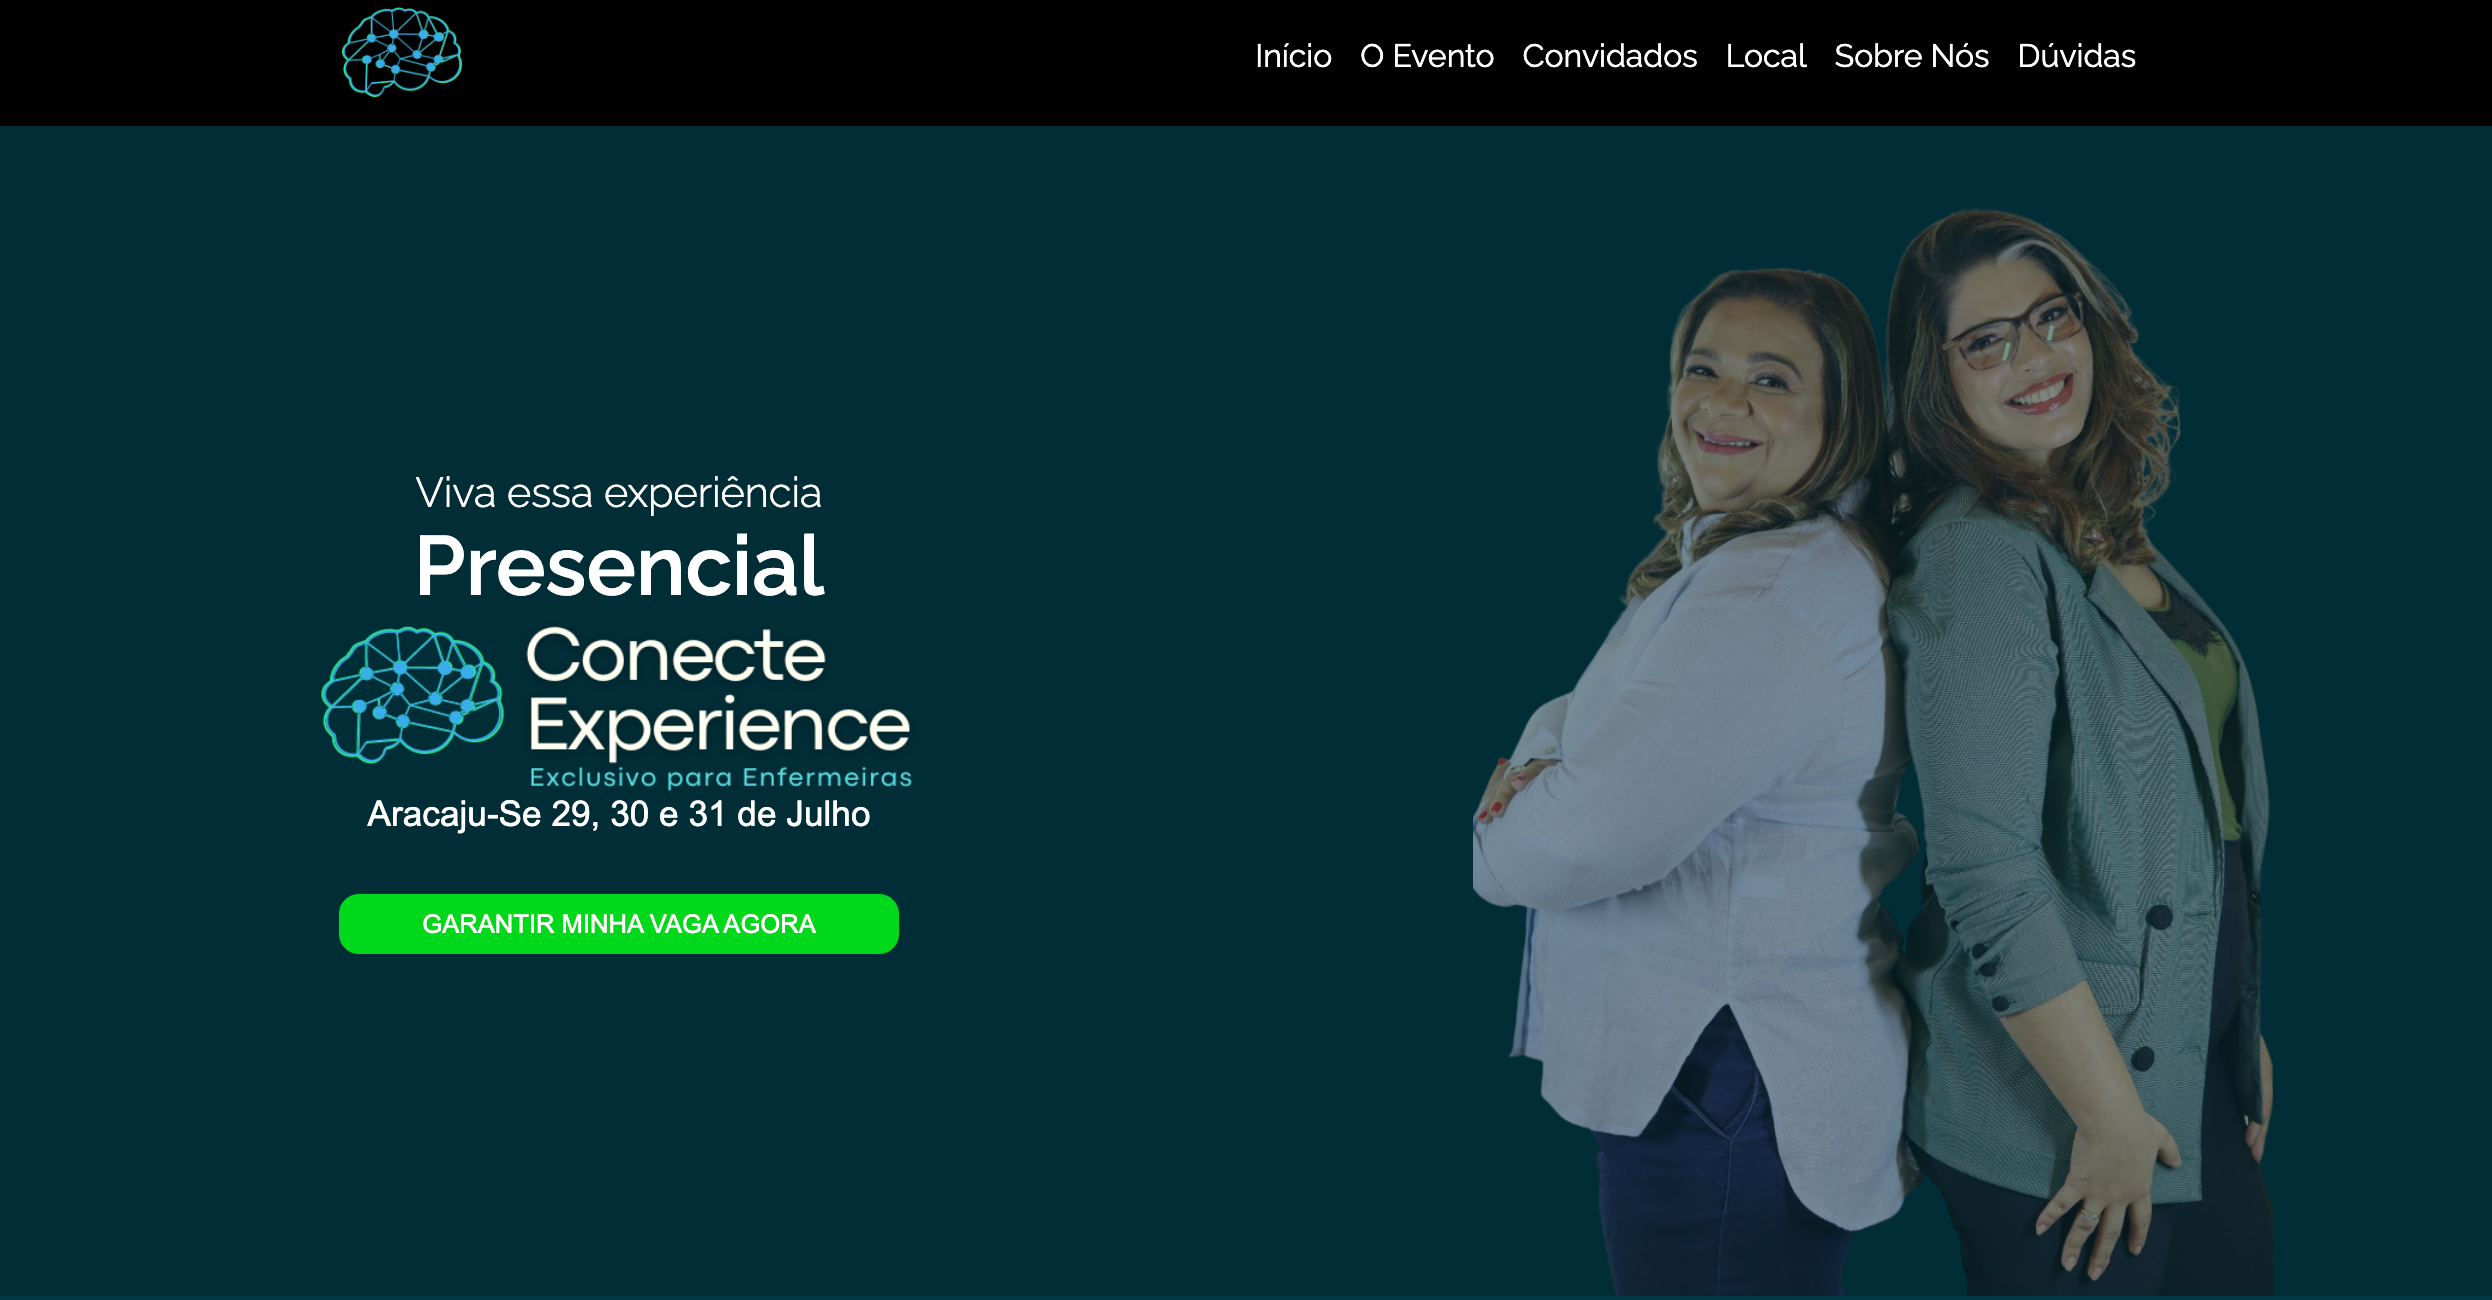 Início O Evento Convidados Local Sobre Nós Dúvidas
Viva essa experiência
Presencial
Conecte
Experience
Exclusivo para Enfermeiras
Aracaju-Se 29, 30 e 31 de Julho
GARANTIR MINHA VAGA AGORA